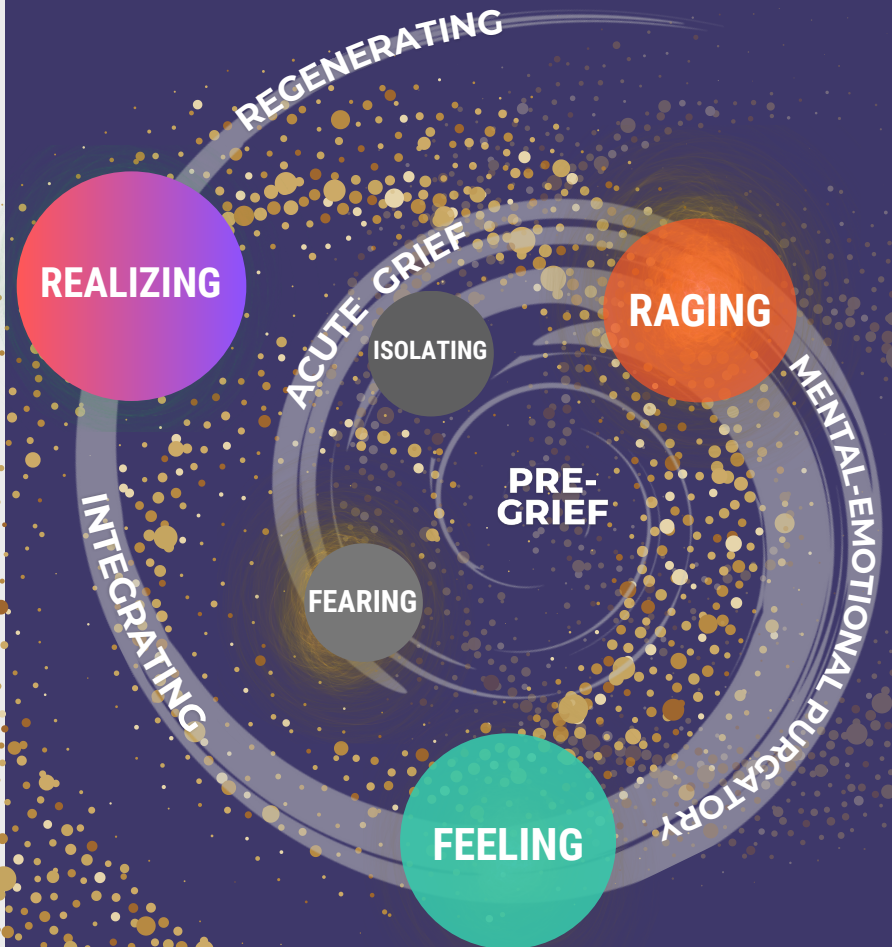 REGENERATING
REALIZING
ACUTE GRIEF
RAGING
ISOLATING
MENTAL-EMOTIONAL PURGATORY
PRE-
GRIEF
INTEGRATING
FEARING
FEELING